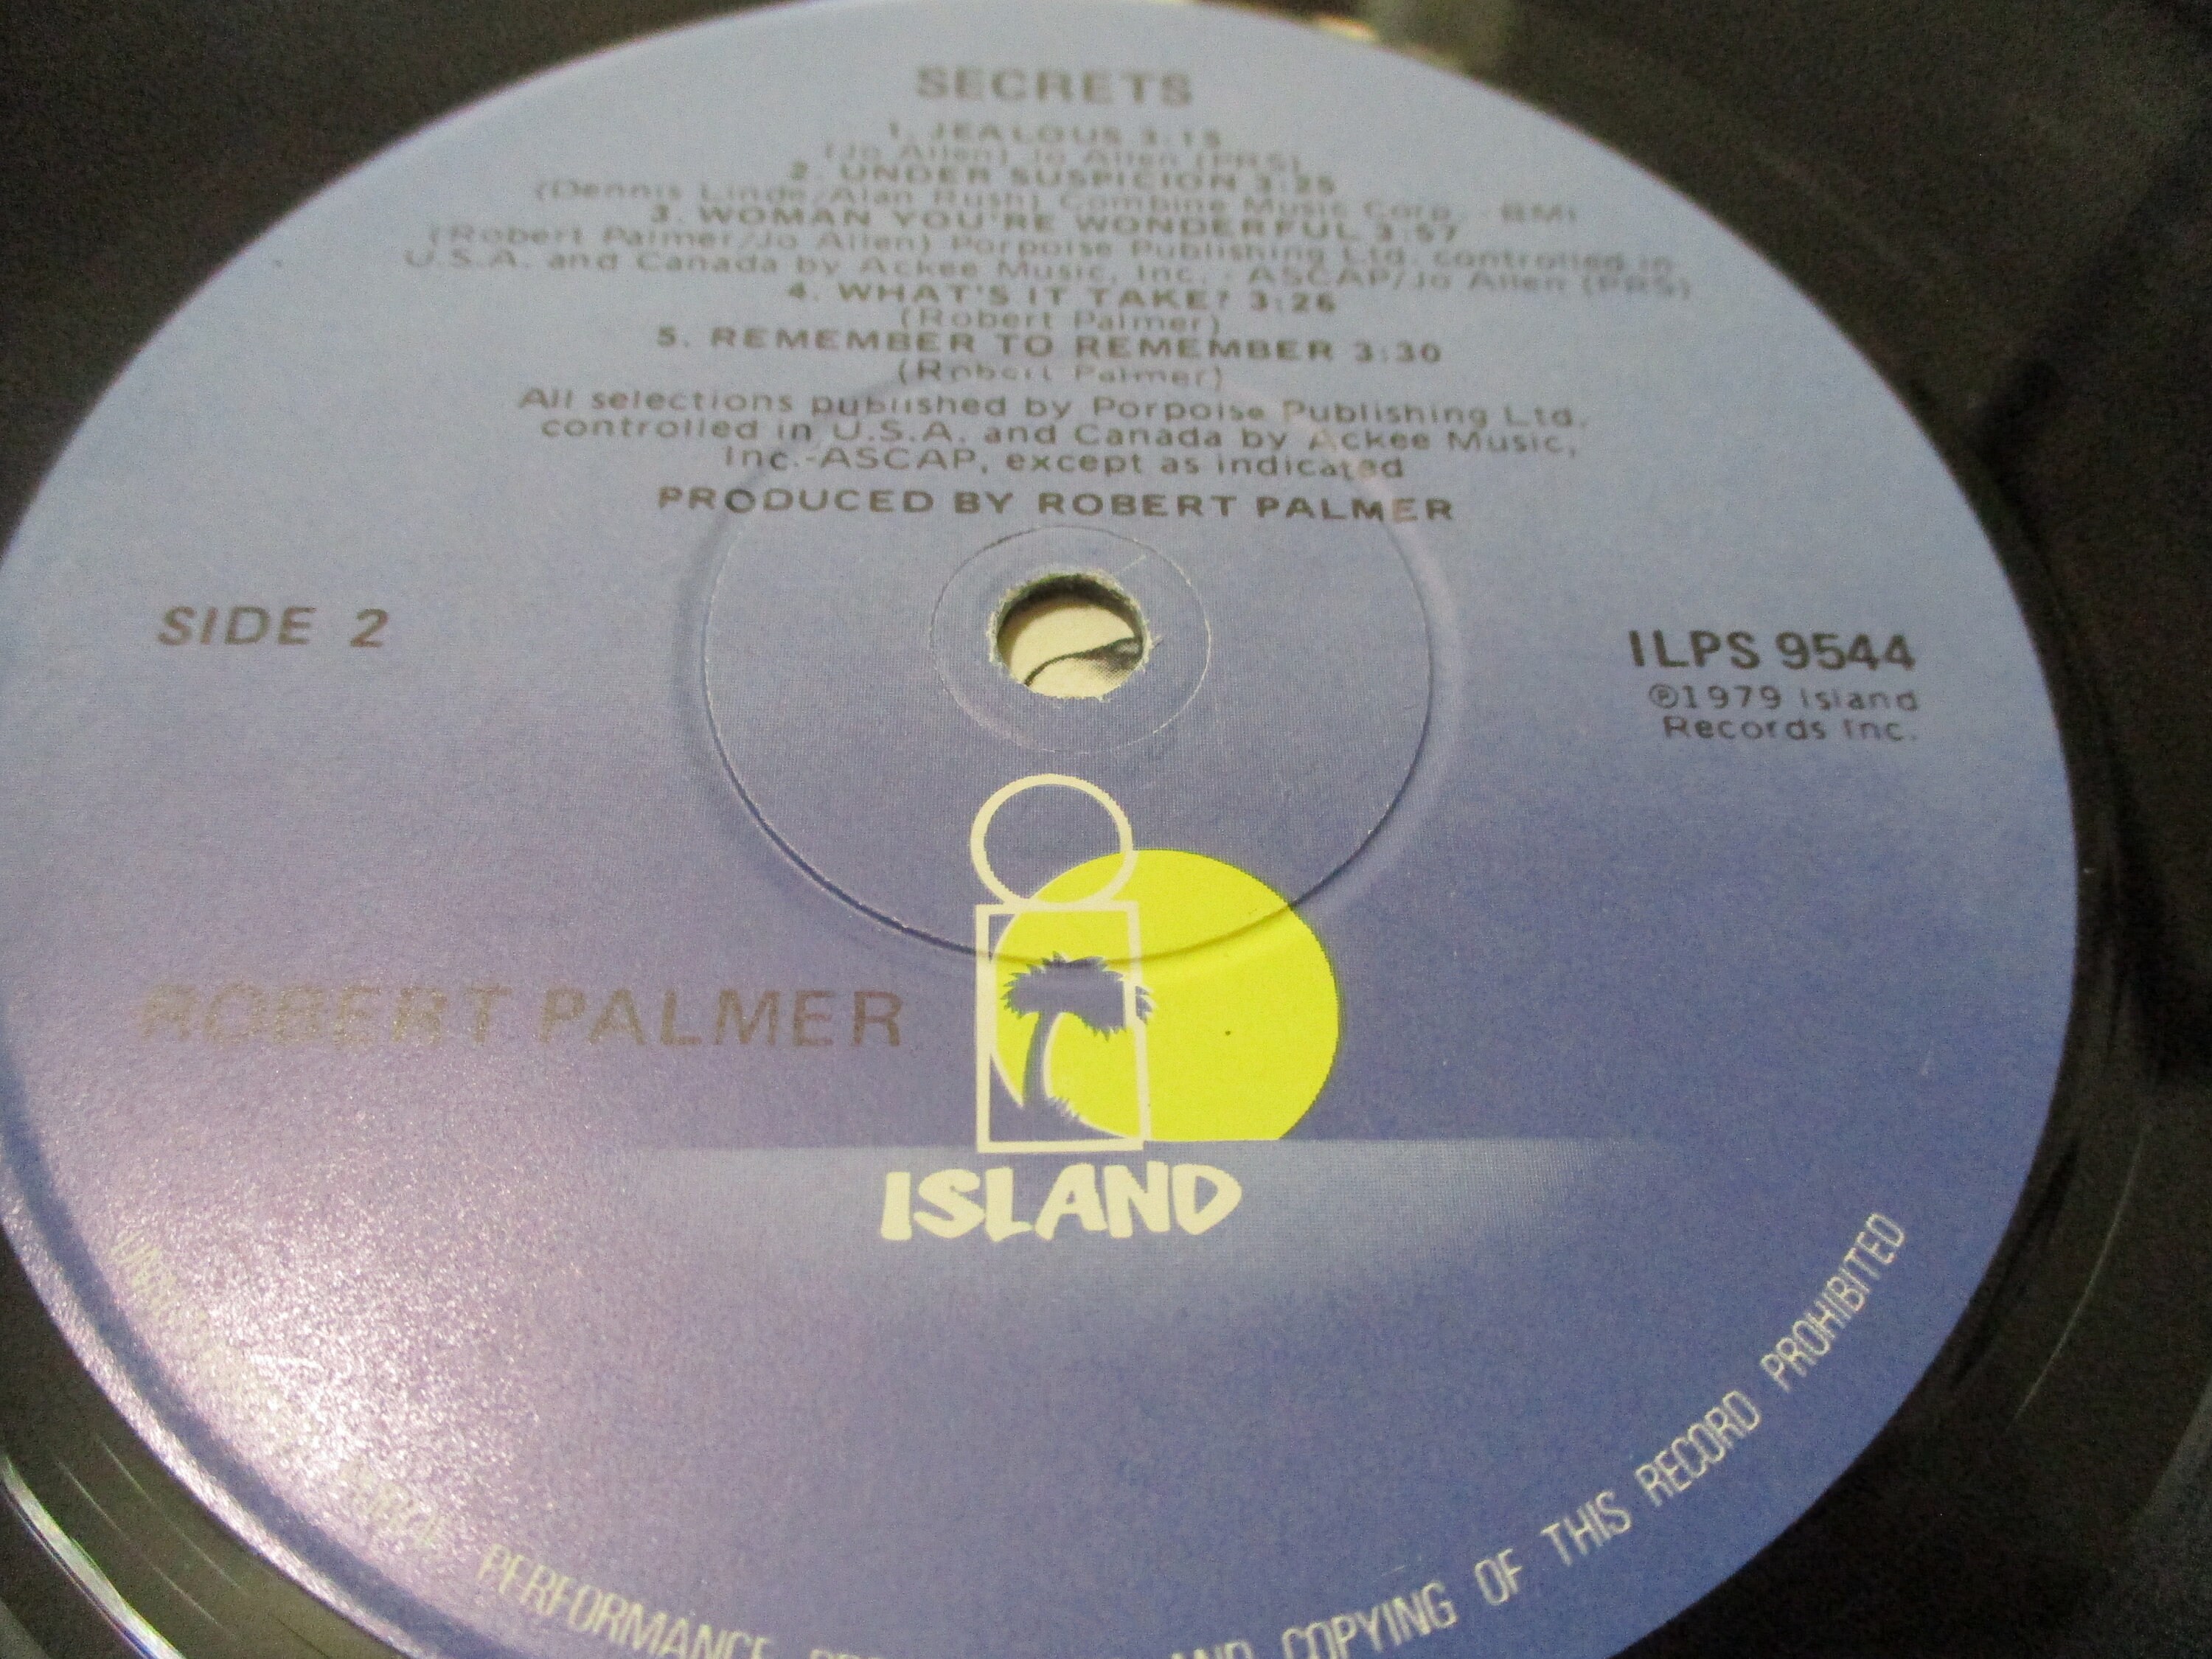 SECRETS
1. JEALOUS 3:15
(Jo Allen) Jo Allen (PRS)
2. UNDER SUSPICION 3:25
(Dennis Linde/Alan Rush) Combine Music Corp. - BMI
3. WOMAN YOU'RE WONDERFUL 3:57
(Robert Palmer/Jo Allen) Porpoise Publishing Ltd. controlled in
U.S.A. and Canada by Ackee Music, Inc. - ASCAP/Jo Allen (PRS)
4. WHAT'S IT TAKE? 3:26
(Robert Palmer)
5. REMEMBER TO REMEMBER 3:30
(Robert Palmer)
All selections published by Porpoise Publishing Ltd.
controlled in U.S.A. and Canada by Ackee Music,
Inc.-ASCAP, except as indicated
PRODUCED BY ROBERT PALMER
SIDE 2
ILPS 9544
℗1979 Island
Records Inc.
ROBERT PALMER
ISLAND
PERFORMANCE AND COPYING OF THIS RECORD PROHIBITED